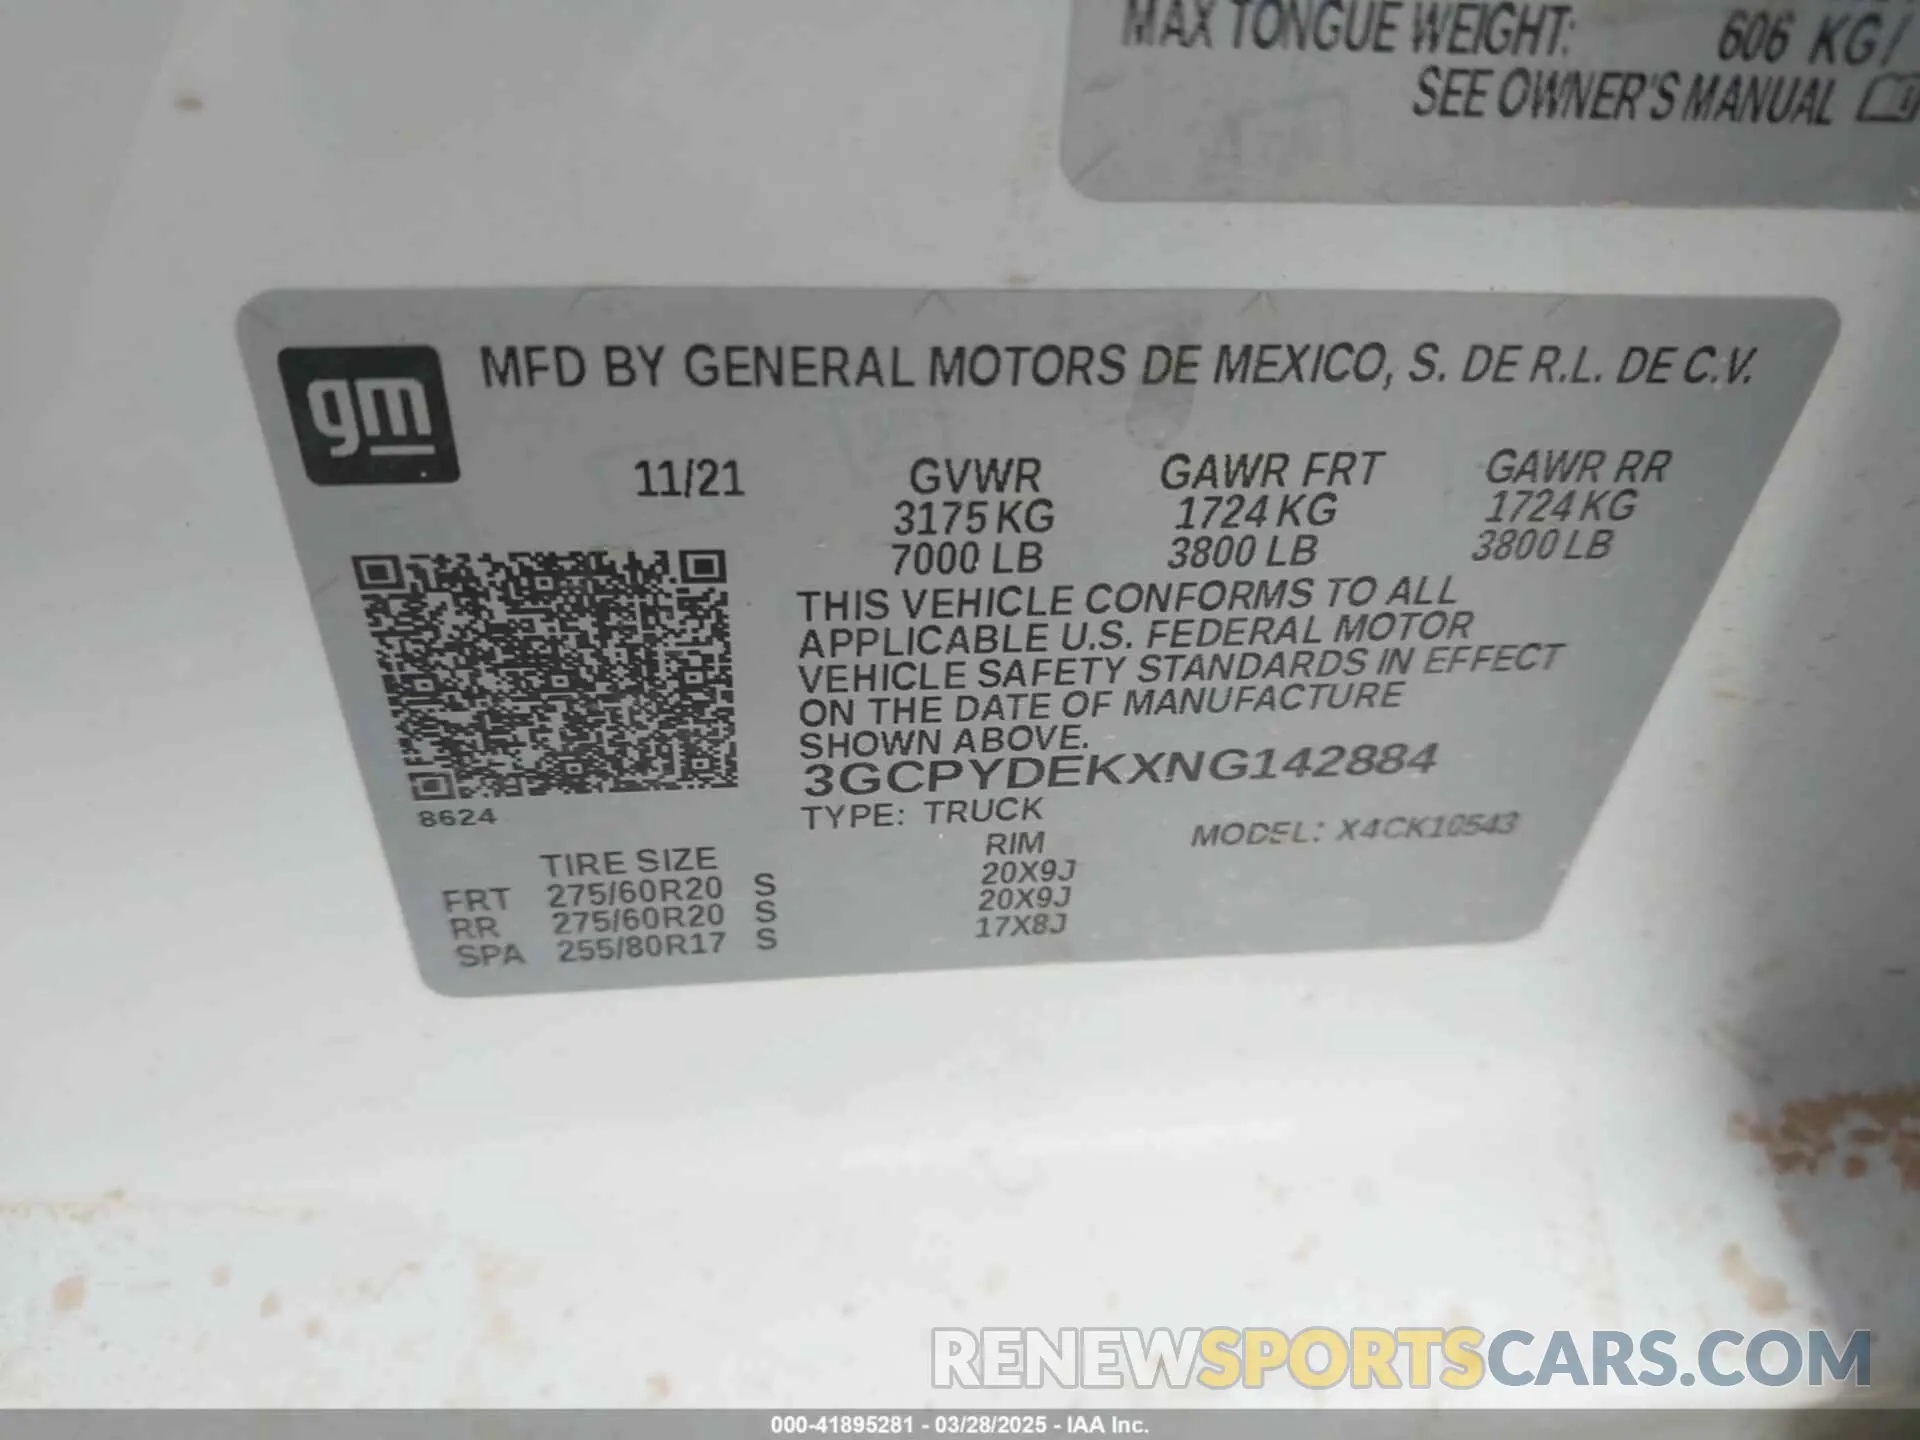 MAX TONGUE WEIGHT: 606 KG/
SEE OWNER'S MANUAL
gm
MFD BY GENERAL MOTORS DE MEXICO, S. DE R.L. DE C.V.
11/21 GVWR GAWR FRT GAWR RR
3175 KG 1724 KG 1724 KG
7000 LB 3800 LB 3800 LB
THIS VEHICLE CONFORMS TO ALL
APPLICABLE U.S. FEDERAL MOTOR
VEHICLE SAFETY STANDARDS IN EFFECT
ON THE DATE OF MANUFACTURE
SHOWN ABOVE.
3GCPYDEKXNG142884
8624
TYPE: TRUCK
MODEL: X4CK10543
TIRE SIZE RIM
FRT 275/60R20 S 20X9J
RR 275/60R20 S 20X9J
SPA 255/80R17 S 17X8J
RENEWSPORTSCARS.COM
000-41895281 - 03/28/2025 - IAA Inc.